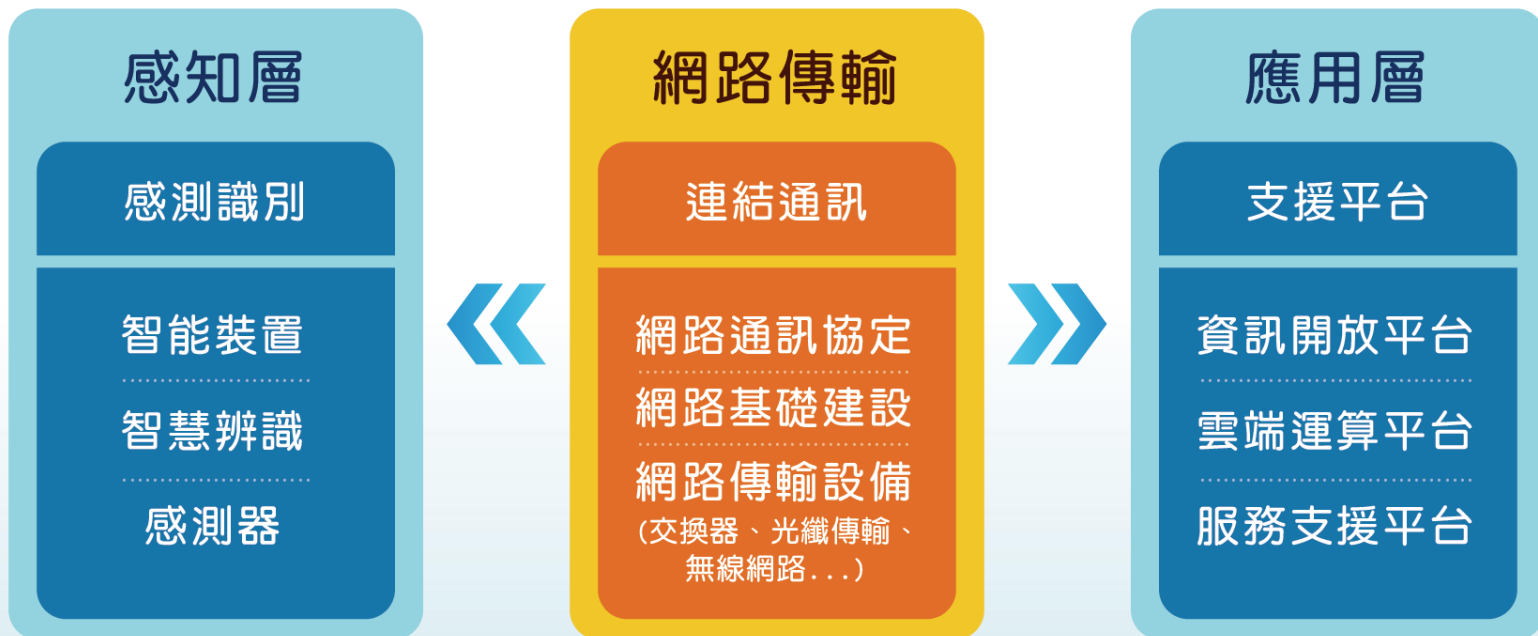 感知層
感測識別
智能裝置
智慧辨識
感測器
網路傳輸
連結通訊
網路通訊協定
網路基礎建設
網路傳輸設備
(交換器、光纖傳輸、
無線網路...)
應用層
支援平台
資訊開放平台
雲端運算平台
服務支援平台